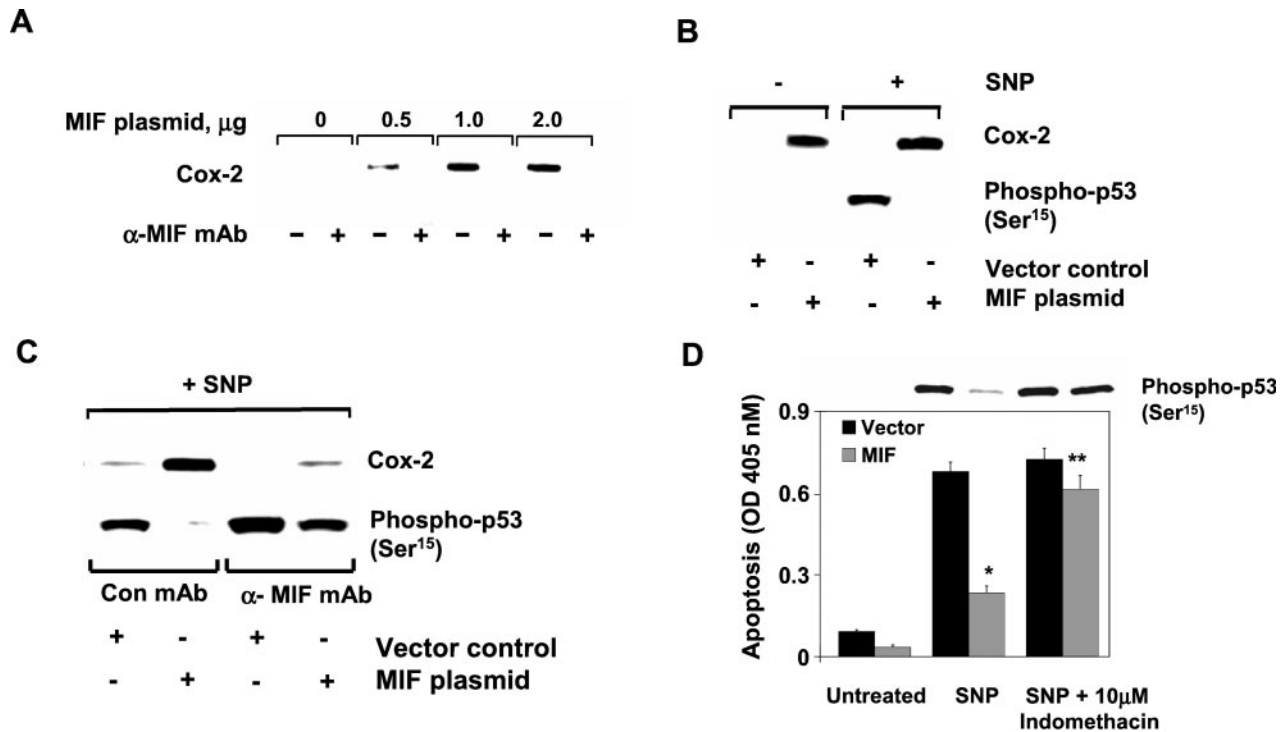 A
MIF plasmid, μg 0 0.5 1.0 2.0
Cox-2
α-MIF mAb − + − + − + − +
B
- + SNP
Cox-2
Phospho-p53
(Ser15)
+ - + - Vector control
- + - + MIF plasmid
C
+ SNP
Cox-2
Phospho-p53
(Ser15)
Con mAb α- MIF mAb
+ - + - Vector control
- + - + MIF plasmid
D
Phospho-p53
(Ser15)
Apoptosis (OD 405 nM)
0.9
0.6
0.3
0
Vector
MIF
*
**
Untreated SNP SNP + 10μM
Indomethacin